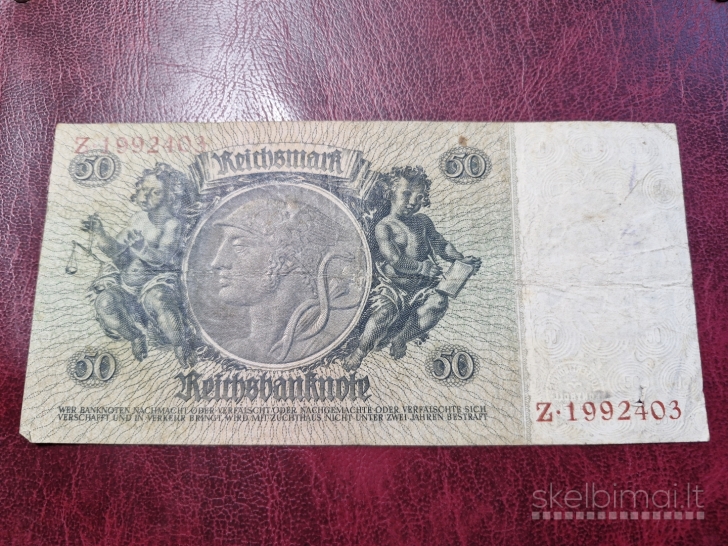 Z·1992403
50
Reichsmark
50
50
50
Reichsbanknote
WER BANKNOTEN NACHMACHT ODER VERFÄLSCHT ODER NACHGEMACHTE ODER VERFÄLSCHTE SICH
VERSCHAFFT UND IN VERKEHR BRINGT, WIRD MIT ZUCHTHAUS NICHT UNTER ZWEI JAHREN BESTRAFT
Z·1992403
skelbimai.lt